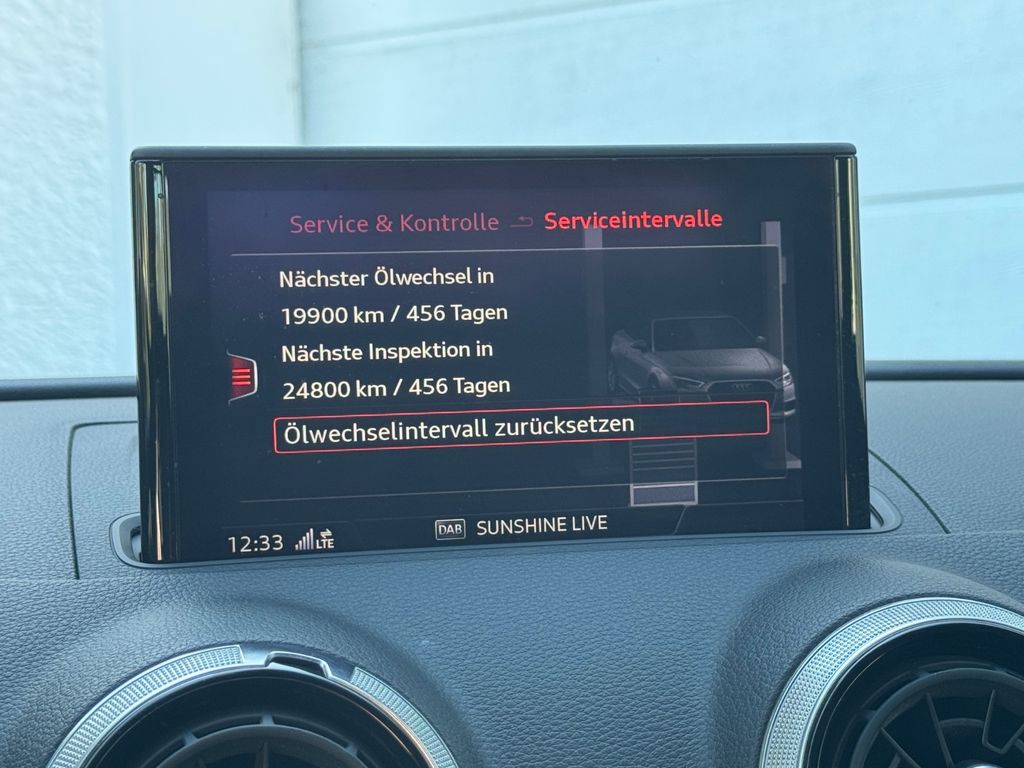 Service & Kontrolle Serviceintervalle
Nächster Ölwechsel in
19900 km / 456 Tagen
Nächste Inspektion in
24800 km / 456 Tagen
Ölwechselintervall zurücksetzen
12:33 LTE DAB SUNSHINE LIVE